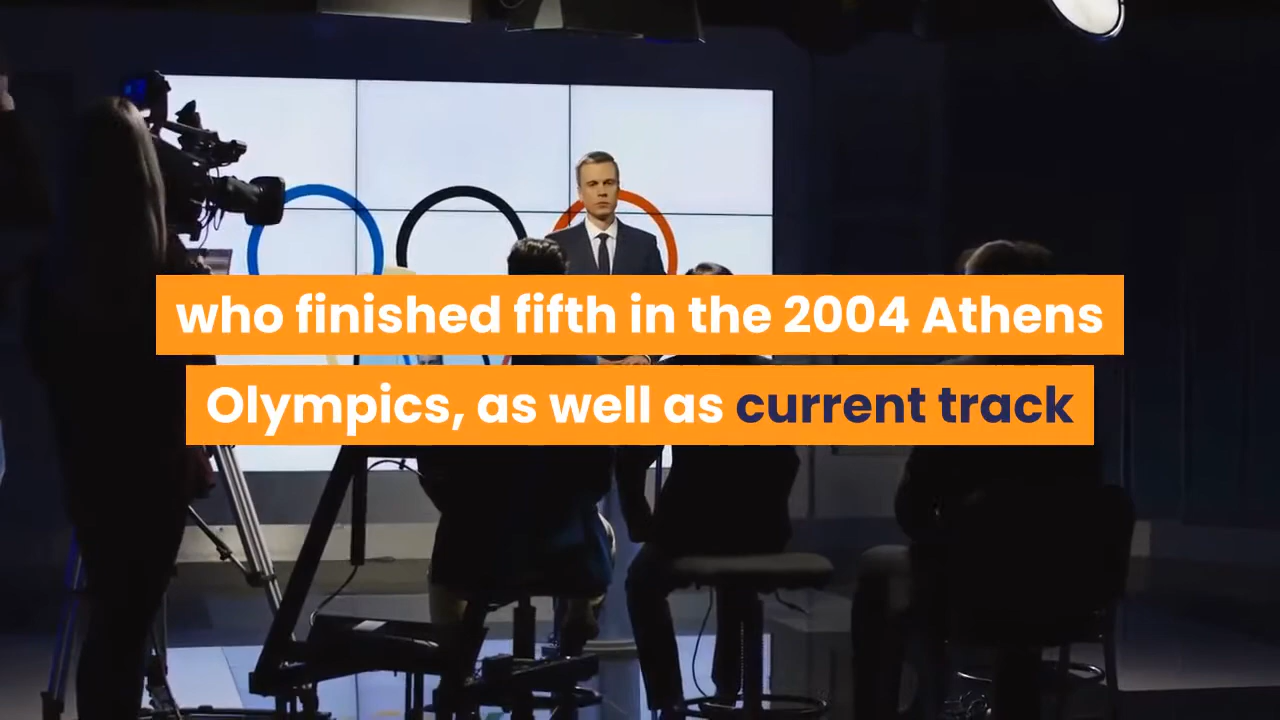 who finished fifth in the 2004 Athens
Olympics, as well as current track